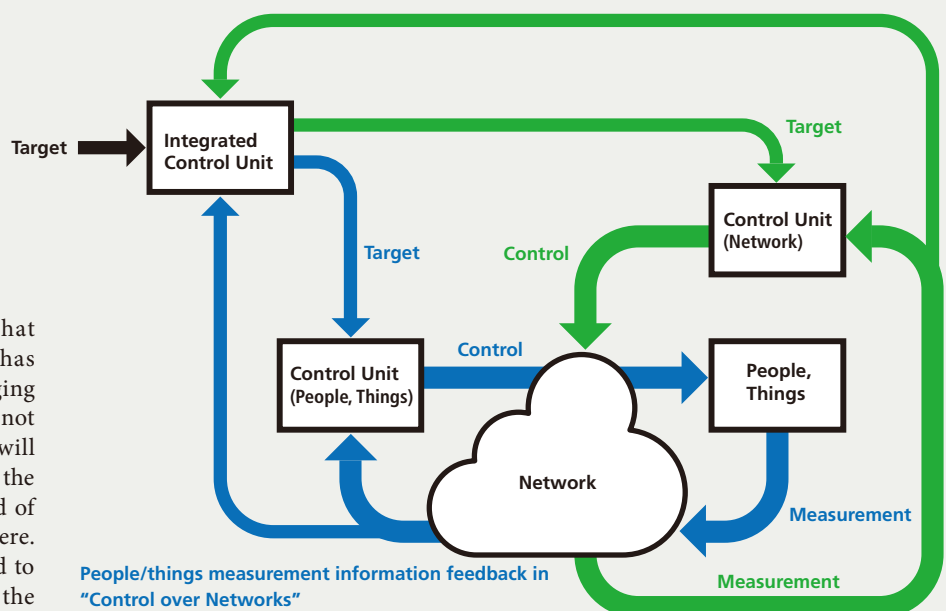 Target
Integrated
Control Unit
Target
Control Unit
(Network)
Control
Target
Control
Control Unit
(People, Things)
People,
Things
Network
Measurement
Measurement
People/things measurement information feedback in
“Control over Networks”
hat
has
ging
not
will
the
d of
ere.
d to
the